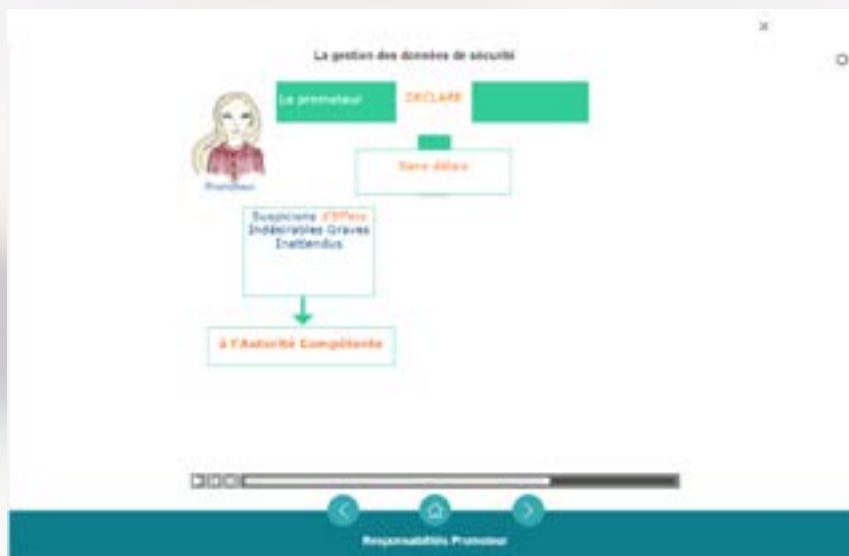 La gestion des données de sécurité
Le promoteur
DECLARE
Promoteur
Sans délais
Suspicions d'Effets
Indésirables Graves
Inattendus
à l'Autorité Compétente
Responsabilités Promoteur